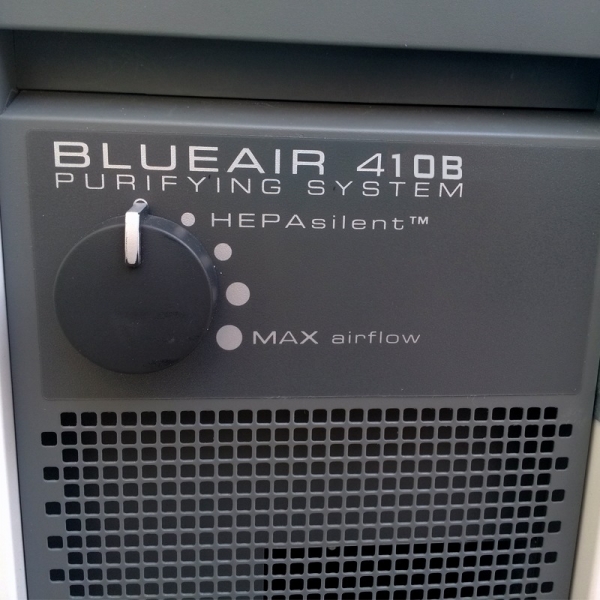 BLUEAIR 410B
PURIFYING SYSTEM
HEPAsilent™
MAX airflow